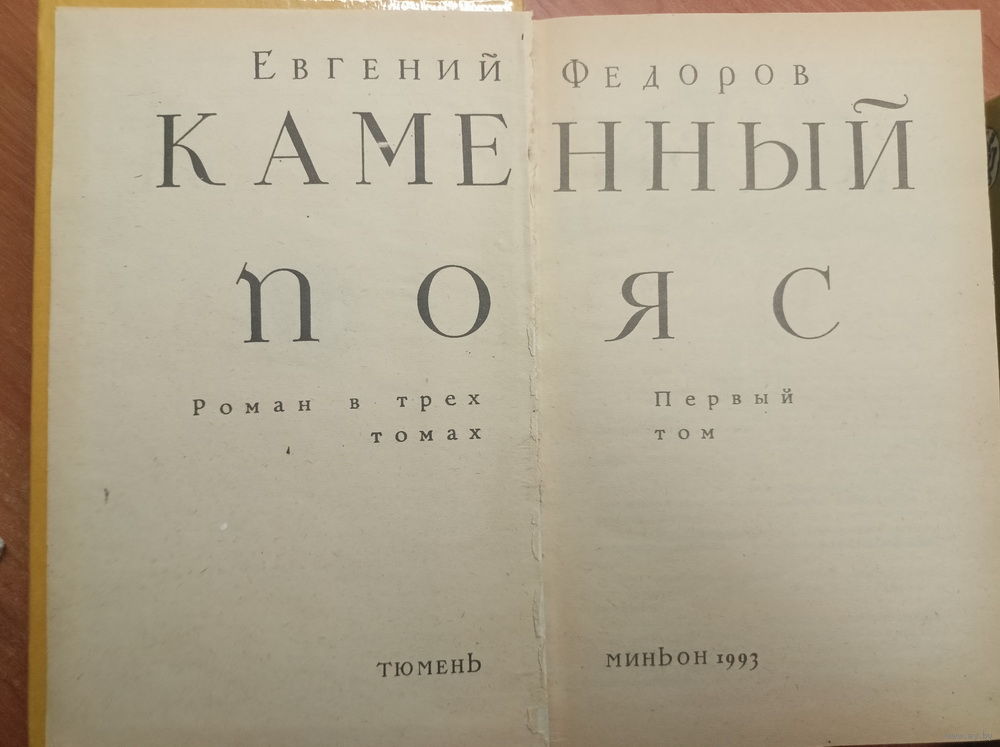 Евгений Федоров
КАМЕННЫЙ
ПОЯС
Роман в трех
томах
Первый
том
ТЮМЕНЬ
МИНЬОН 1993